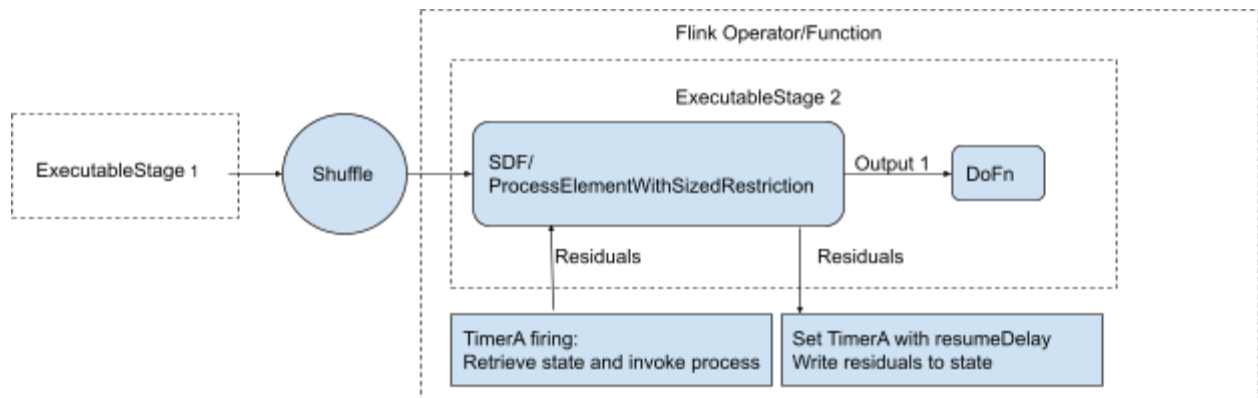 Flink Operator/Function
ExecutableStage 2
ExecutableStage 1
Shuffle
SDF/
ProcessElementWithSizedRestriction
Output 1
DoFn
Residuals
Residuals
TimerA firing:
Retrieve state and invoke process
Set TimerA with resumeDelay
Write residuals to state